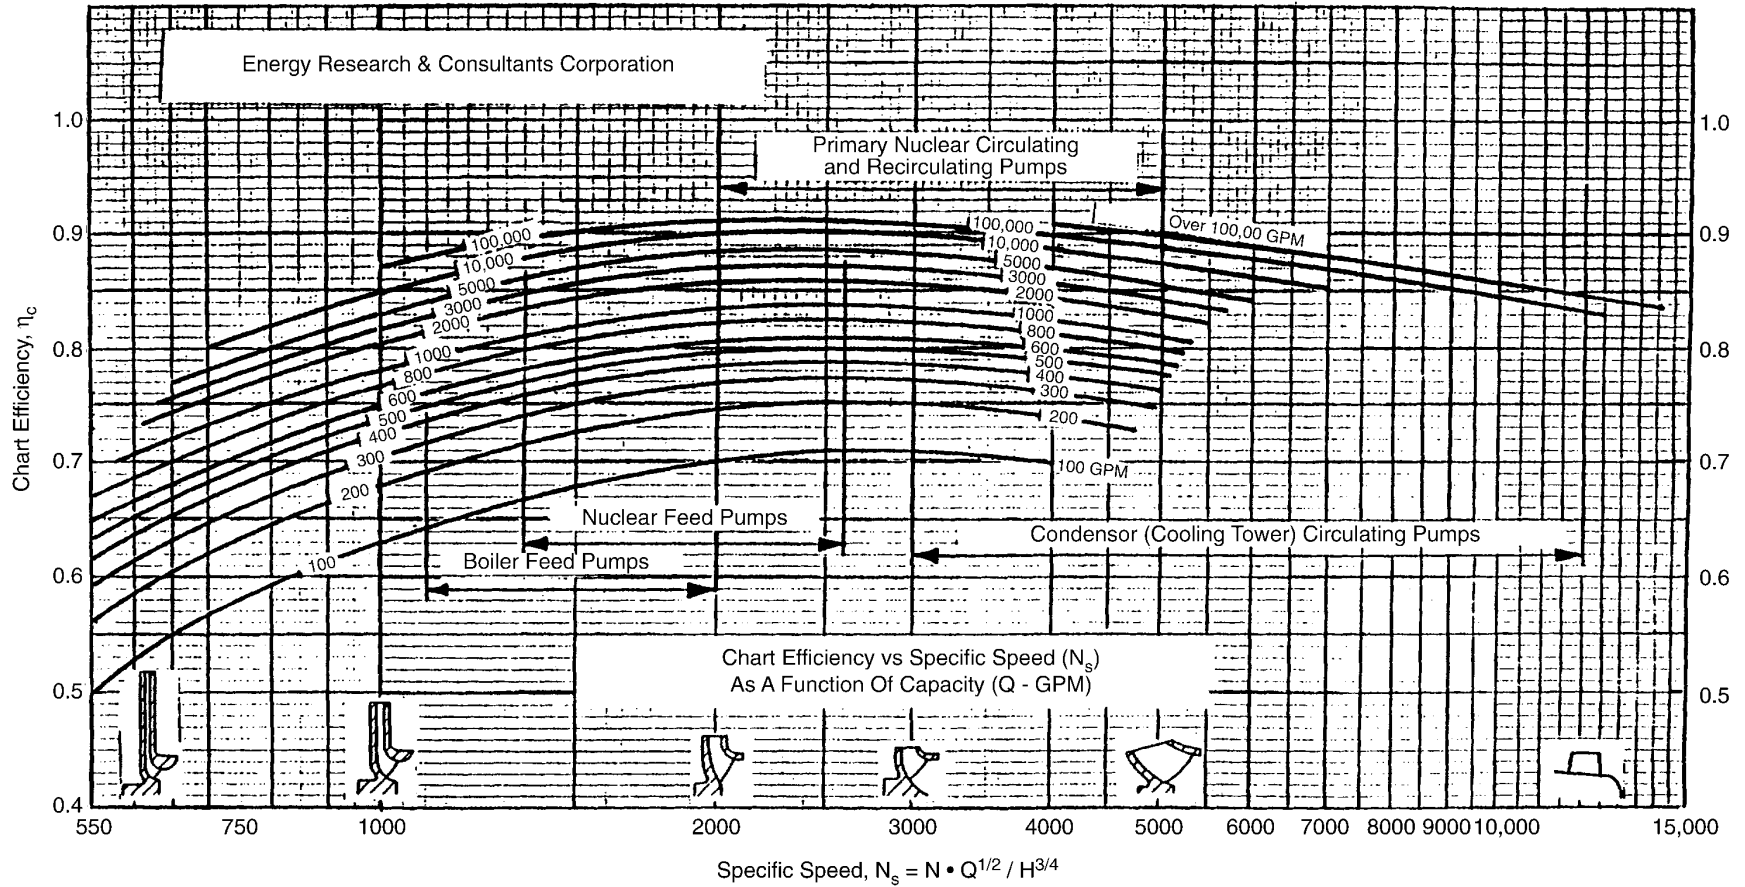 Energy Research & Consultants Corporation
1.0
1.0
Primary Nuclear Circulating
and Recirculating Pumps
0.9
0.9
100,000
10,000
5000
3000
2000
1000
800
600
500
400
300
200
100
100,000
10,000
5000
3000
2000
1000
800
600
500
400
300
200
100 GPM
Over 100,00 GPM
0.8
0.8
0.7
0.7
Chart Efficiency, ηc
Nuclear Feed Pumps
Condensor (Cooling Tower) Circulating Pumps
Boiler Feed Pumps
0.6
0.6
Chart Efficiency vs Specific Speed (Ns)
As A Function Of Capacity (Q - GPM)
0.5
0.5
0.4
550 750 1000 2000 3000 4000 5000 6000 7000 8000 9000 10,000 15,000
Specific Speed, Ns = N • Q1/2 / H3/4